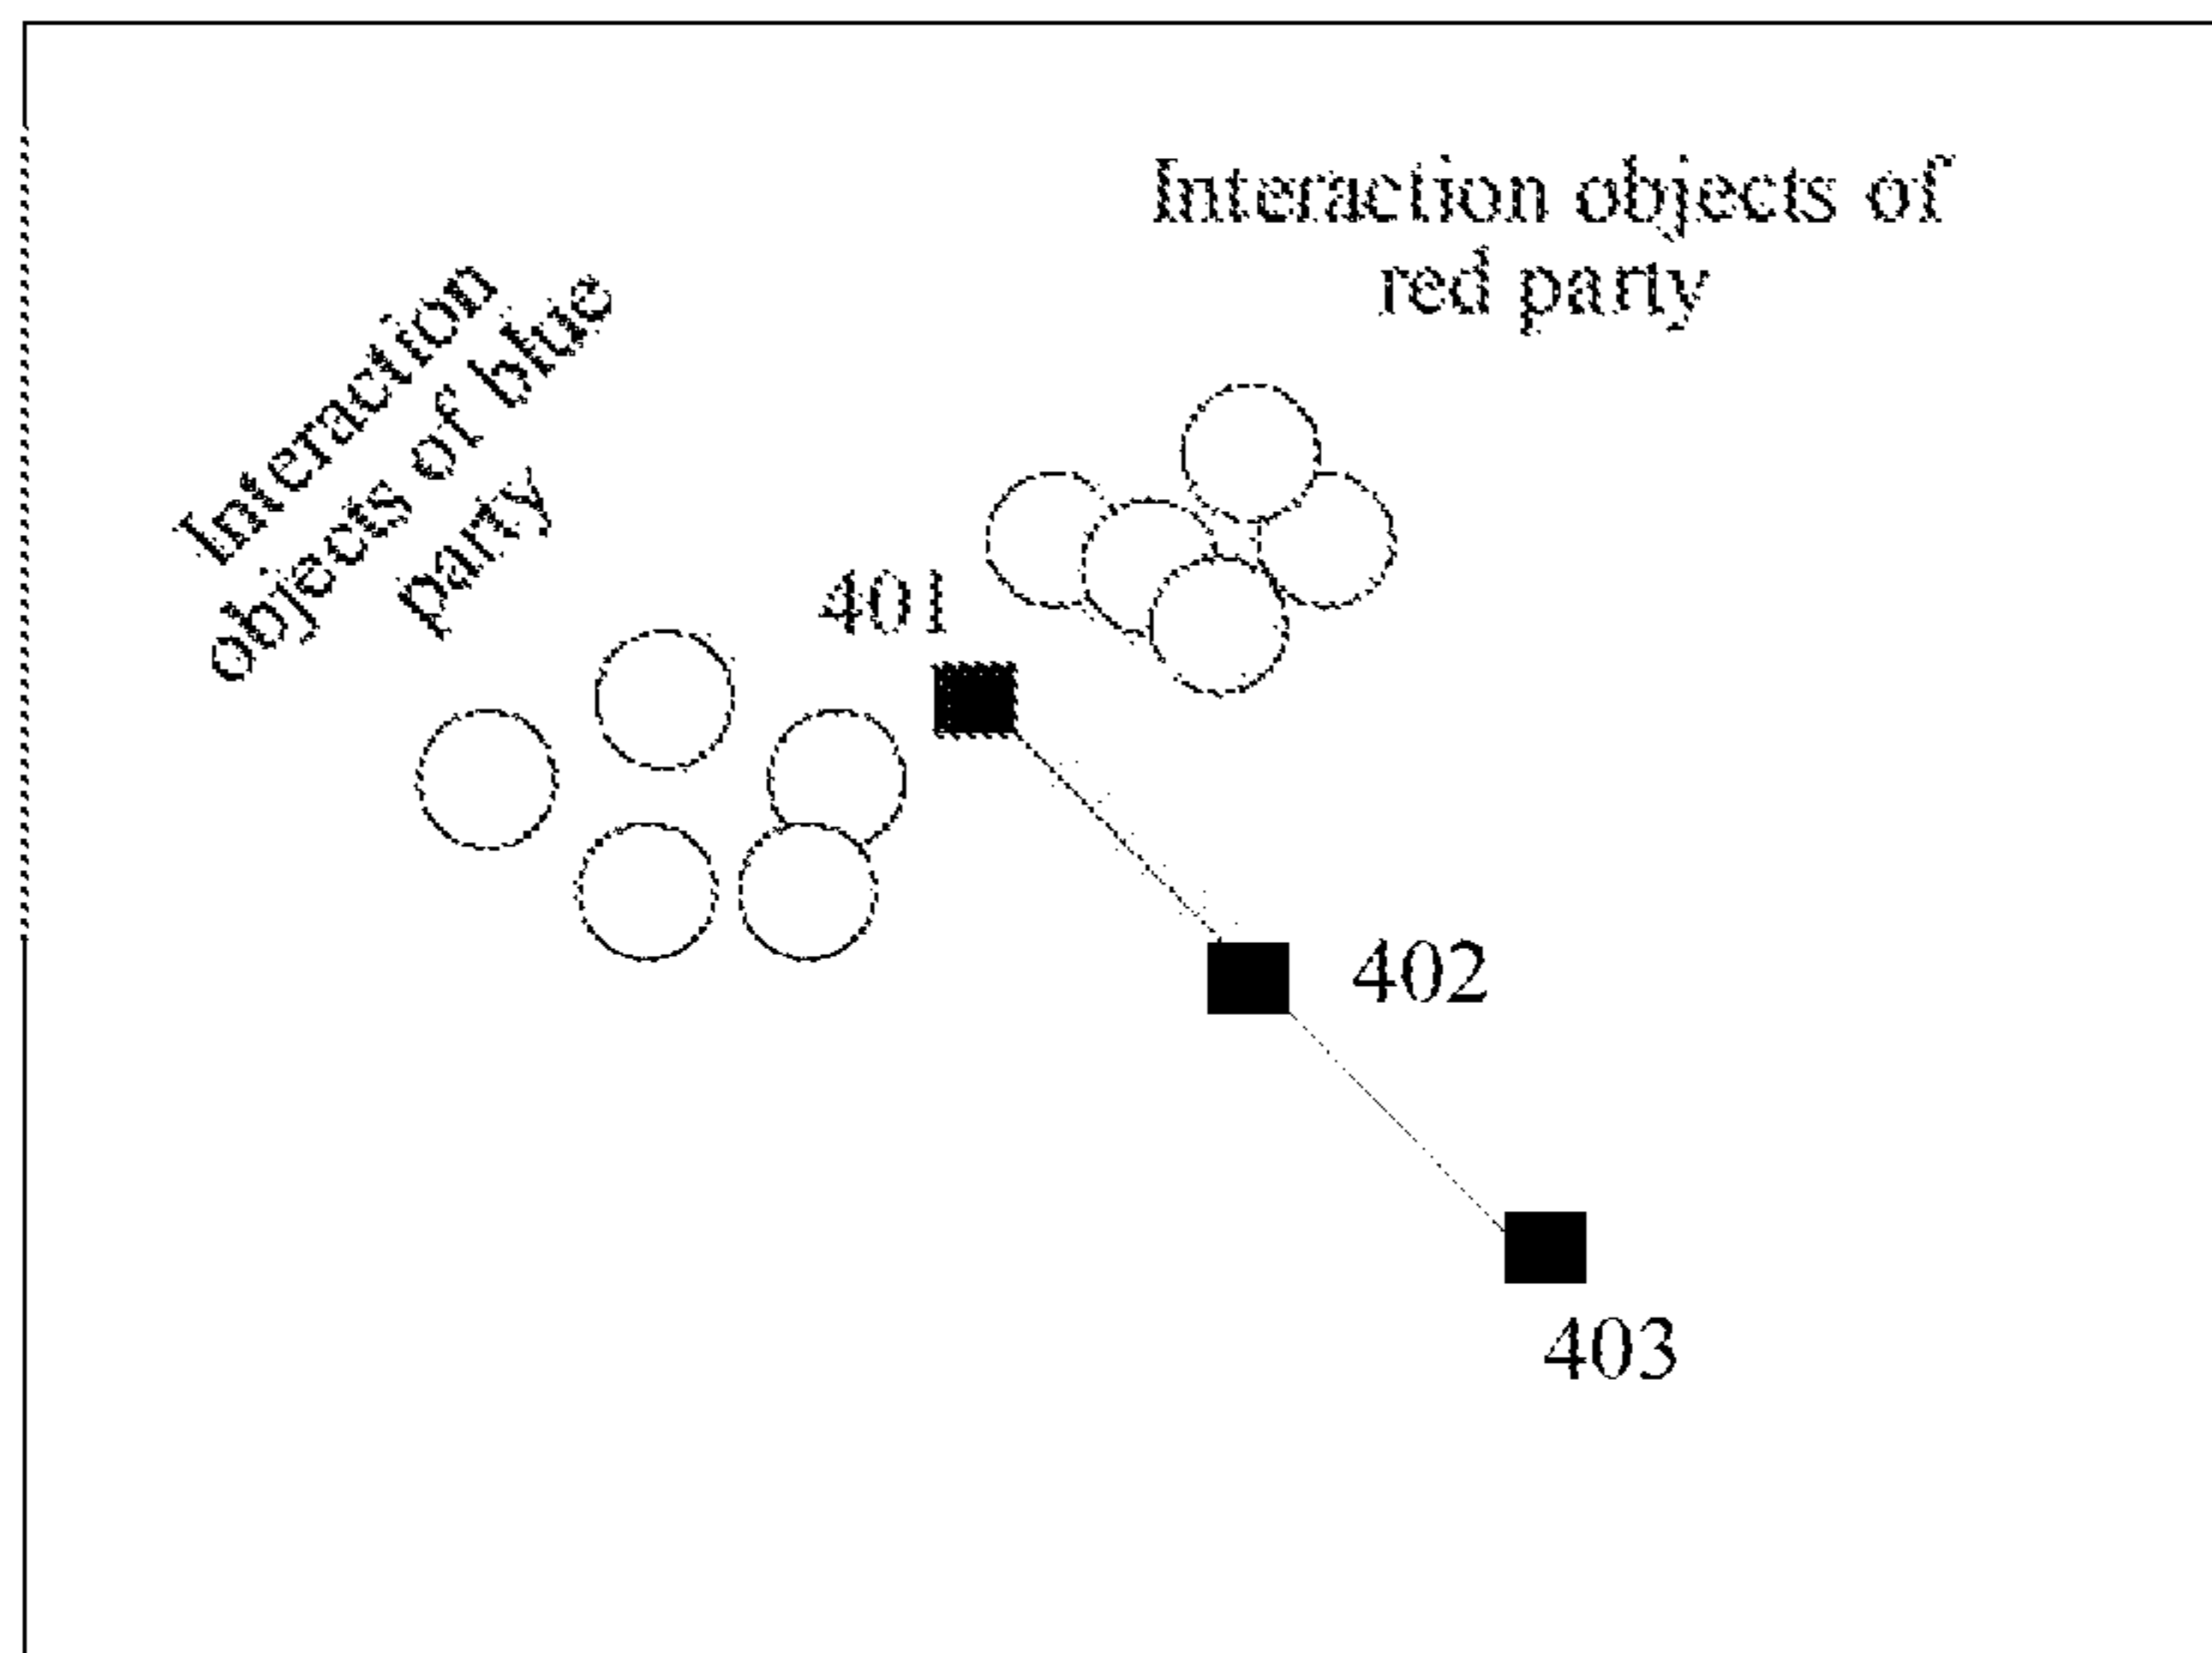 Interaction objects of
red party
Interaction
objects of blue
party
401
402
403